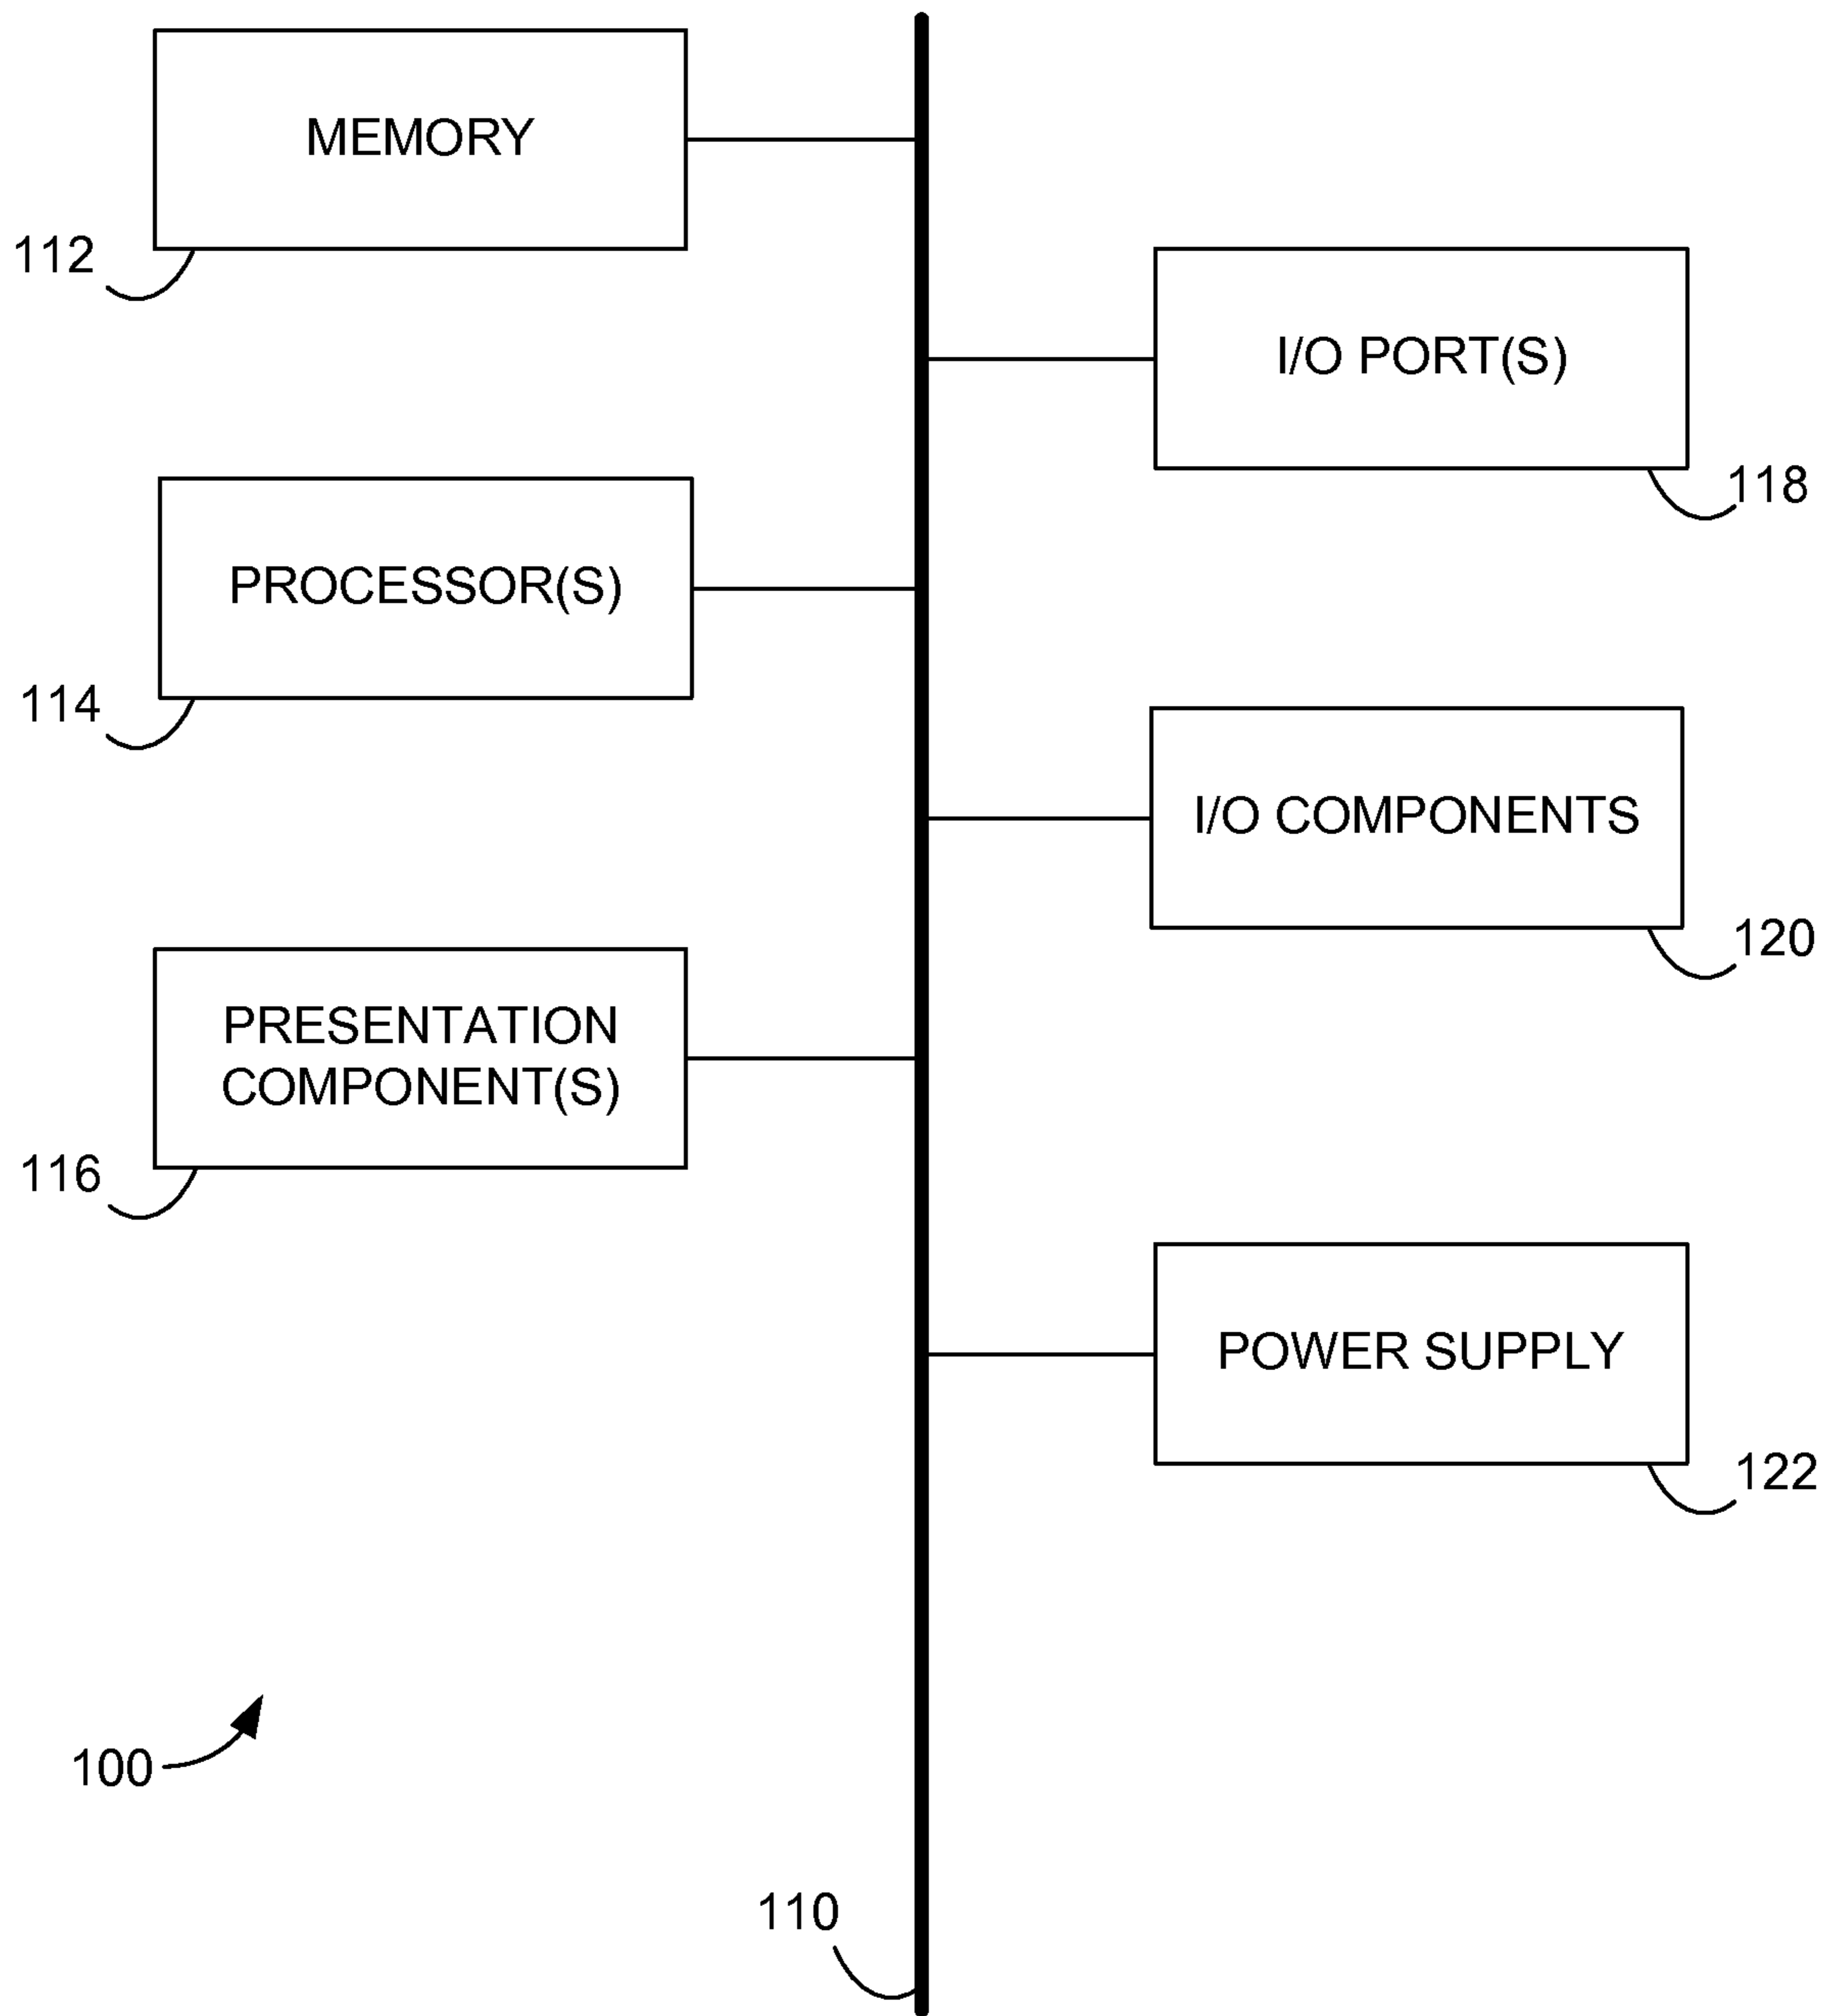 MEMORY
112
I/O PORT(S)
118
PROCESSOR(S)
114
I/O COMPONENTS
120
PRESENTATION
COMPONENT(S)
116
POWER SUPPLY
122
100
110